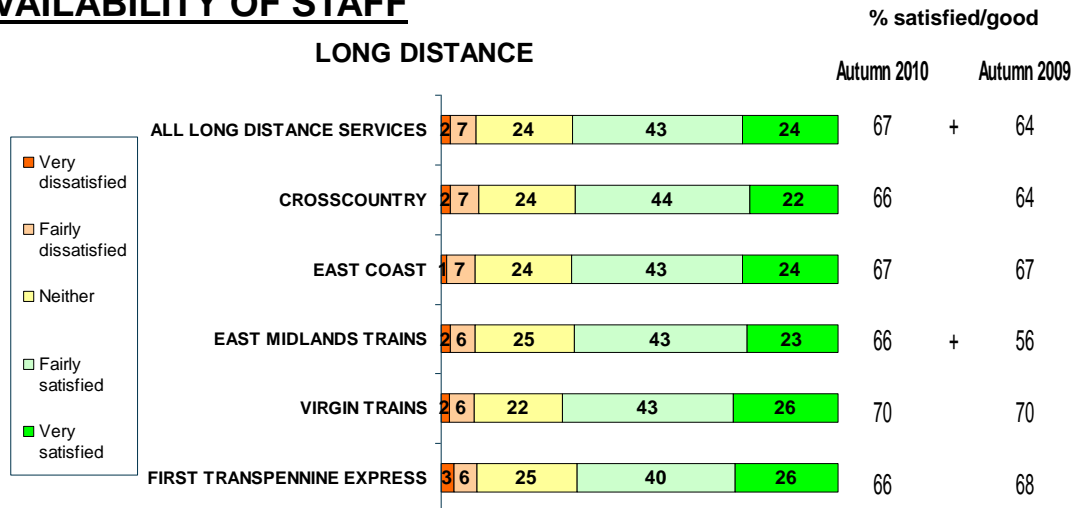 VAILABILITY OF STAFF
% satisfied/good
LONG DISTANCE
Autumn 2010 Autumn 2009
ALL LONG DISTANCE SERVICES 2 7 24 43 24 67 + 64
CROSSCOUNTRY 2 7 24 44 22 66 64
EAST COAST 1 7 24 43 24 67 67
EAST MIDLANDS TRAINS 2 6 25 43 23 66 + 56
VIRGIN TRAINS 2 6 22 43 26 70 70
FIRST TRANSPENNINE EXPRESS 3 6 25 40 26 66 68
Very
dissatisfied
Fairly
dissatisfied
Neither
Fairly
satisfied
Very
satisfied